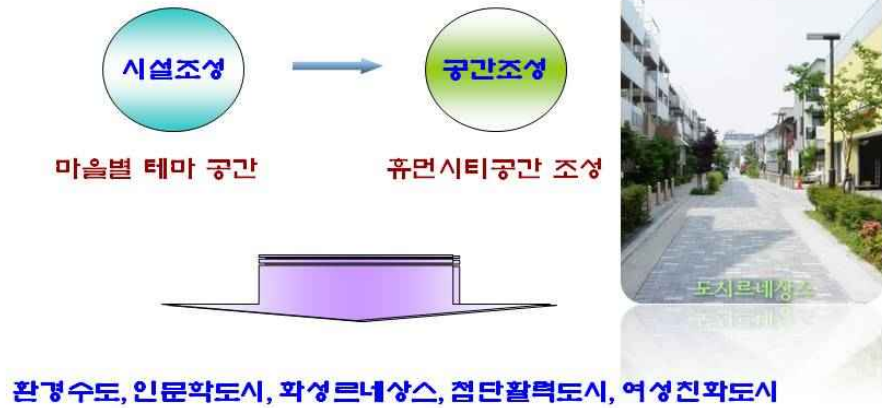 시설조성
공간조성
마을별 테마 공간
휴먼시티공간 조성
도시르네상스
환경수도, 인문학도시, 화성르네상스, 첨단활력도시, 여성친화도시